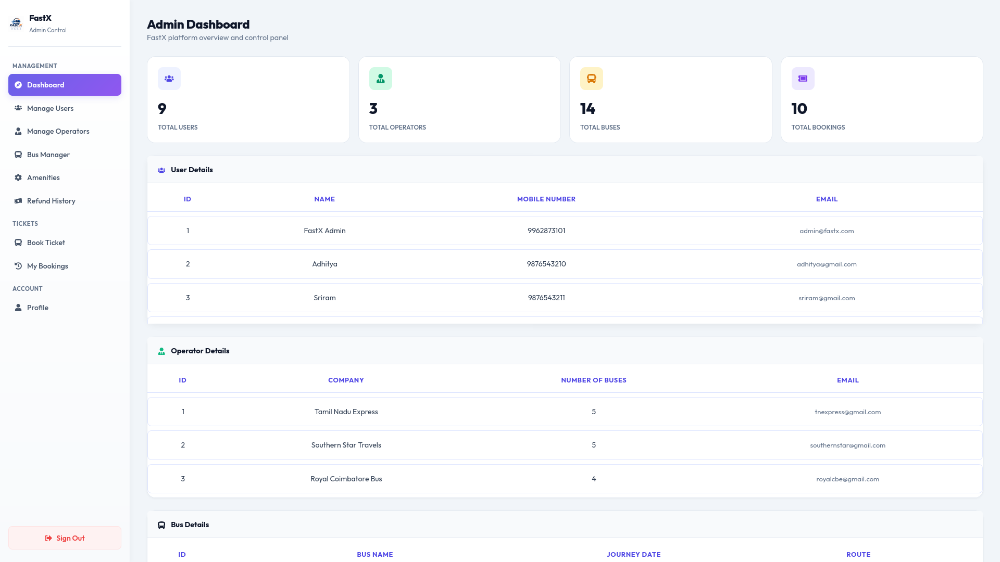 FastX
Admin Control
MANAGEMENT
Dashboard
Manage Users
Manage Operators
Bus Manager
Amenities
Refund History
TICKETS
Book Ticket
My Bookings
ACCOUNT
Profile
Sign Out
Admin Dashboard
FastX platform overview and control panel
9
TOTAL USERS
3
TOTAL OPERATORS
14
TOTAL BUSES
10
TOTAL BOOKINGS
User Details
ID NAME MOBILE NUMBER EMAIL
1 FastX Admin 9962873101 admin@fastx.com
2 Adhitya 9876543210 adhitya@gmail.com
3 Sriram 9876543211 sriram@gmail.com
Operator Details
ID COMPANY NUMBER OF BUSES EMAIL
1 Tamil Nadu Express 5 tnexpress@gmail.com
2 Southern Star Travels 5 southernstar@gmail.com
3 Royal Coimbatore Bus 4 royalcbe@gmail.com
Bus Details
ID BUS NAME JOURNEY DATE ROUTE